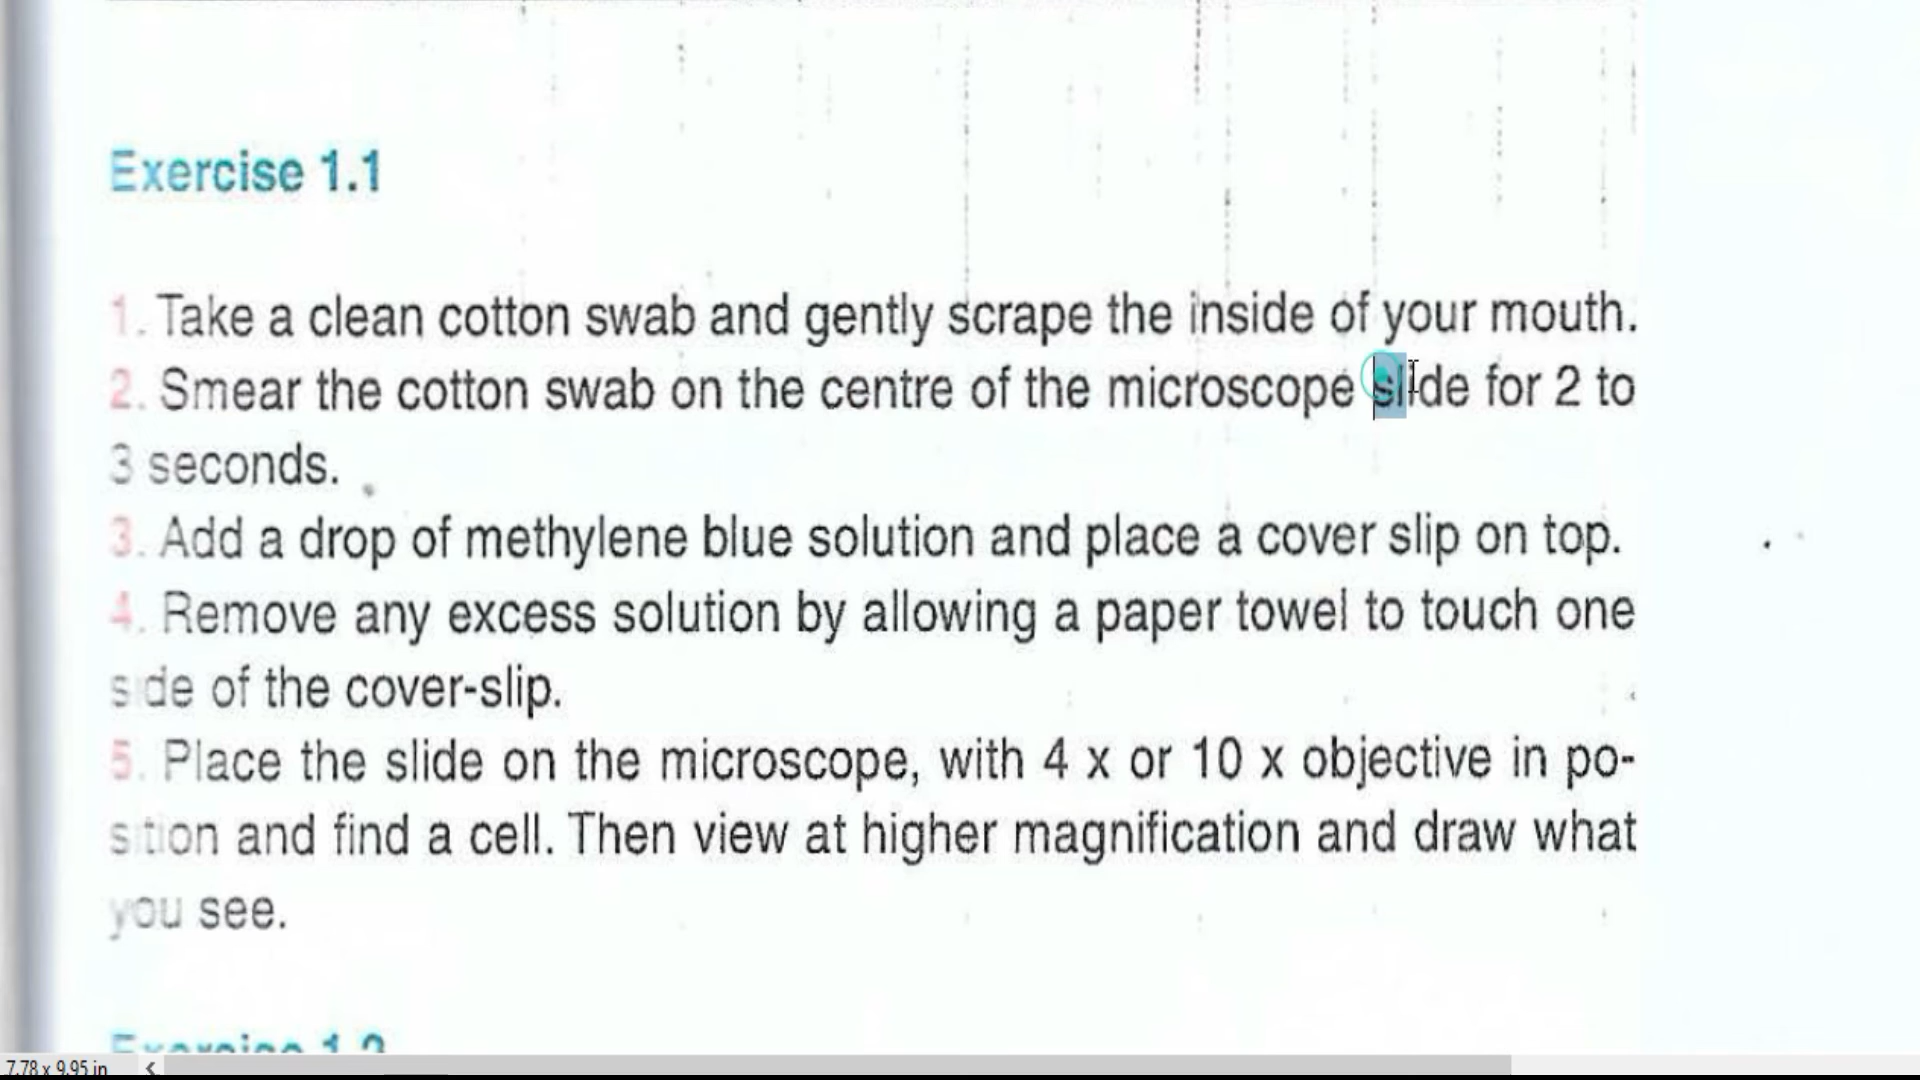 Exercise 1.1
1. Take a clean cotton swab and gently scrape the inside of your mouth.
2. Smear the cotton swab on the centre of the microscope slide for 2 to
3 seconds.
3. Add a drop of methylene blue solution and place a cover slip on top.
4. Remove any excess solution by allowing a paper towel to touch one
side of the cover-slip.
5. Place the slide on the microscope, with 4 x or 10 x objective in po-
sition and find a cell. Then view at higher magnification and draw what
you see.
Exercise 1.2
7.78 x 9.95 in